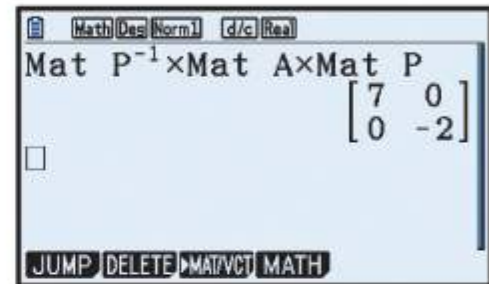 Math Deg Norm1 d/c Real
Mat P⁻¹×Mat A×Mat P
[7 0
0 -2]
JUMP DELETE ▶MAT/VCT MATH